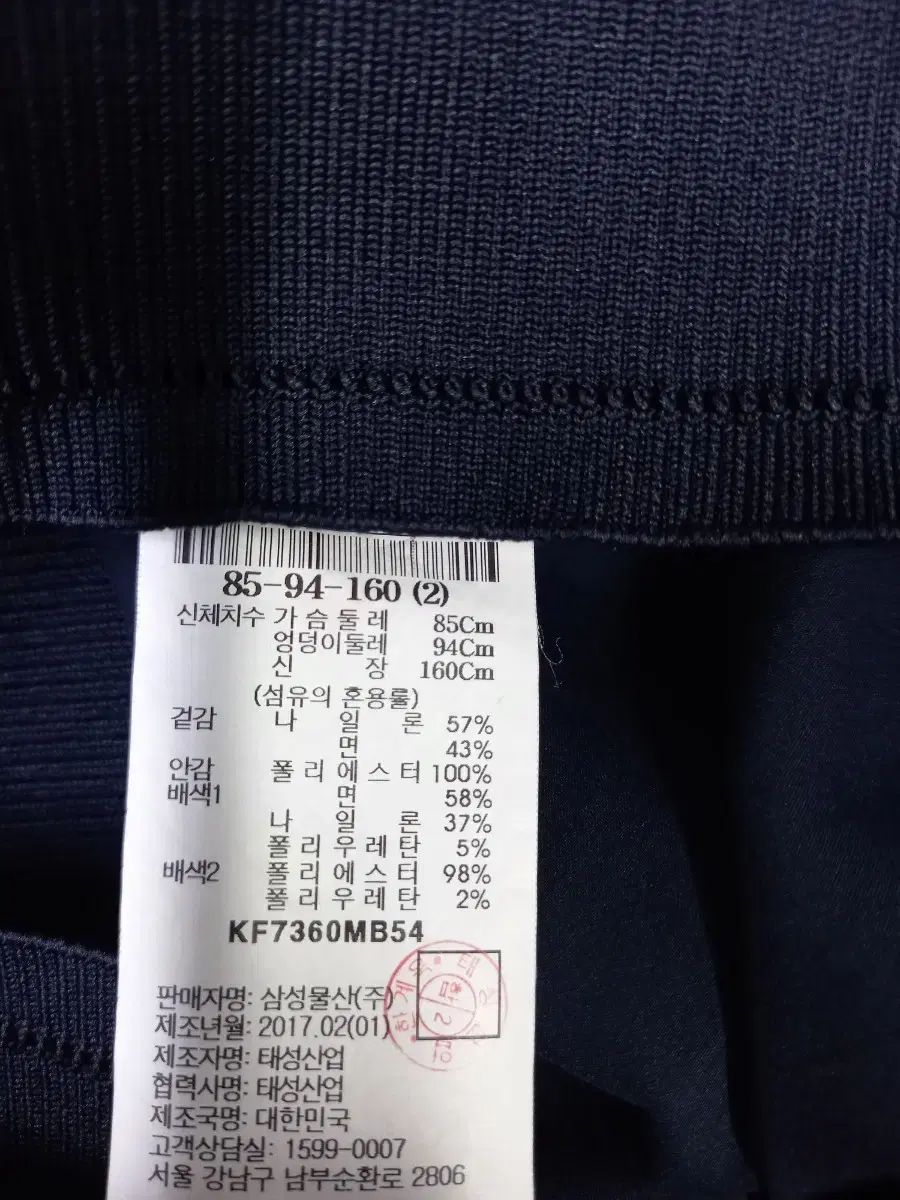 85-94-160 (2)
신체치수 가슴둘레 85Cm
엉덩이둘레 94Cm
신 장 160Cm
(섬유의 혼용률)
겉감 나 일 론 57%
면 43%
안감 폴리에스터 100%
배색1 면 58%
나 일 론 37%
폴리우레탄 5%
배색2 폴리에스터 98%
폴리우레탄 2%
KF7360MB54
판매자명: 삼성물산(주)
제조년월: 2017.02(01)
제조자명: 태성산업
협력사명: 태성산업
제조국명: 대한민국
고객상담실: 1599-0007
서울 강남구 남부순환로 2806